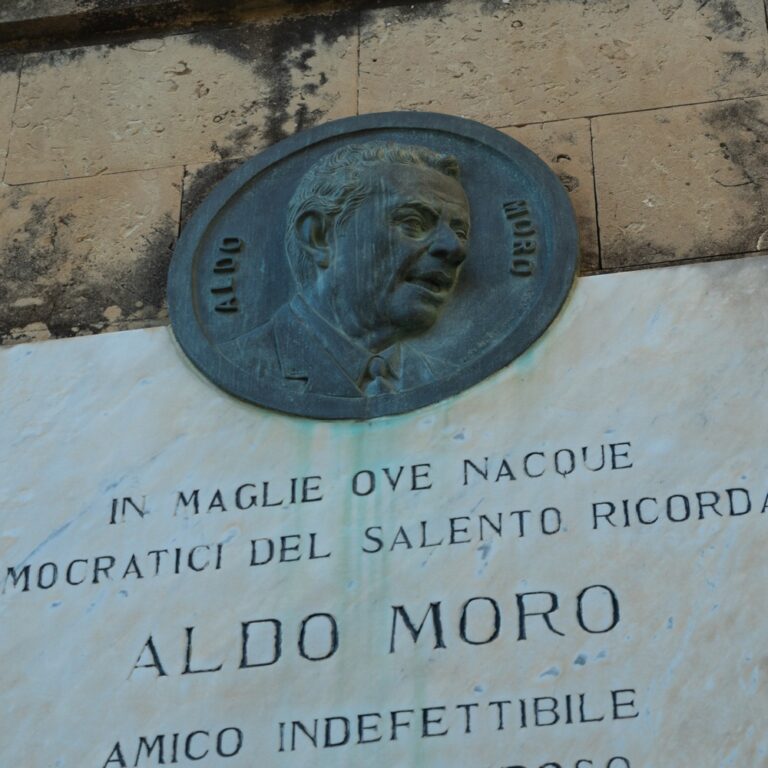 ALDO MORO
IN MAGLIE OVE NACQUE
MOCRATICI DEL SALENTO RICORDA
ALDO MORO
AMICO INDEFETTIBILE